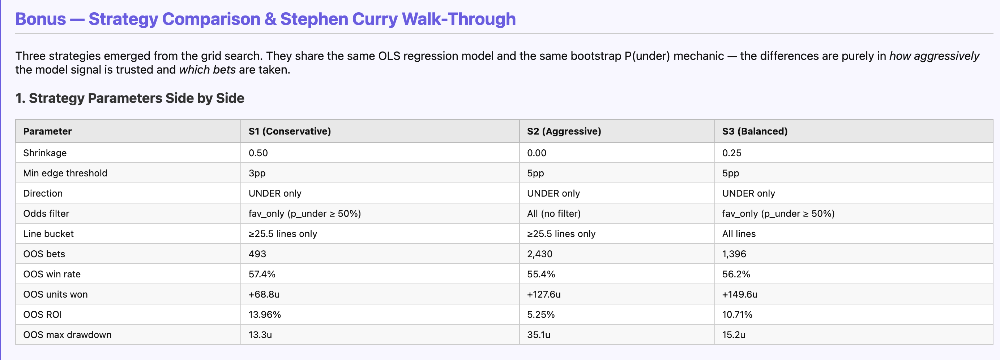 Bonus — Strategy Comparison & Stephen Curry Walk-Through
Three strategies emerged from the grid search. They share the same OLS regression model and the same bootstrap P(under) mechanic — the differences are purely in how aggressively
the model signal is trusted and which bets are taken.
1. Strategy Parameters Side by Side
Parameter S1 (Conservative) S2 (Aggressive) S3 (Balanced)
Shrinkage 0.50 0.00 0.25
Min edge threshold 3pp 5pp 5pp
Direction UNDER only UNDER only UNDER only
Odds filter fav_only (p_under ≥ 50%) All (no filter) fav_only (p_under ≥ 50%)
Line bucket ≥25.5 lines only ≥25.5 lines only All lines
OOS bets 493 2,430 1,396
OOS win rate 57.4% 55.4% 56.2%
OOS units won +68.8u +127.6u +149.6u
OOS ROI 13.96% 5.25% 10.71%
OOS max drawdown 13.3u 35.1u 15.2u